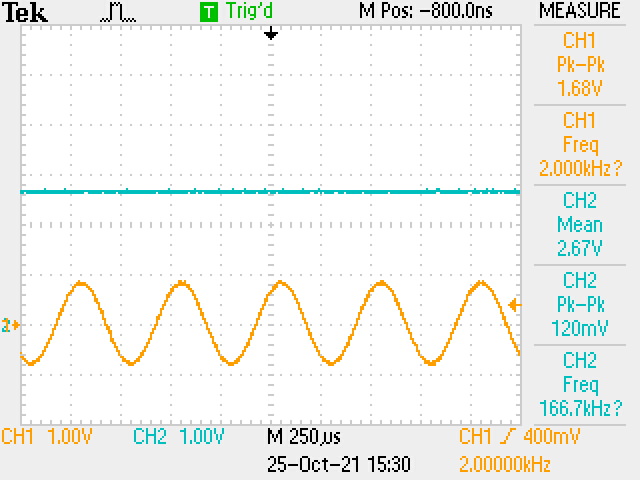 Tek
T Trig'd
M Pos: -800.0ns
MEASURE
CH1
Pk-Pk
1.68V
CH1
Freq
2.000kHz?
CH2
Mean
2.67V
CH2
Pk-Pk
120mV
CH2
Freq
166.7kHz?
CH1 1.00V
CH2 1.00V
M 250µs
CH1 400mV
25-Oct-21 15:30
2.00000kHz